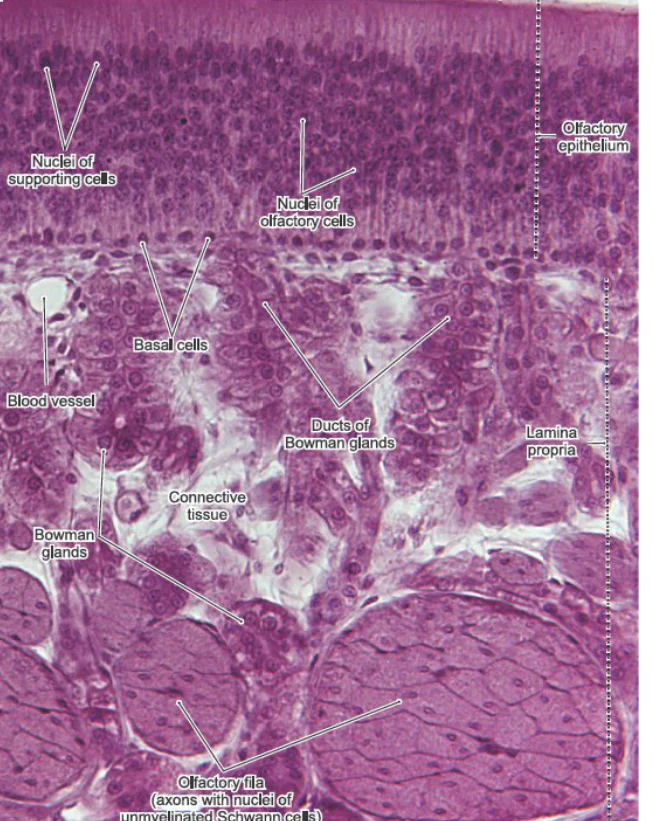 Olfactory
epithelium
Nuclei of
supporting cells
Nuclei of
olfactory cells
Basal cells
Blood vessel
Ducts of
Bowman glands
Lamina
propria
Connective
tissue
Bowman
glands
Olfactory fila
(axons with nuclei of
unmyelinated Schwann cells)